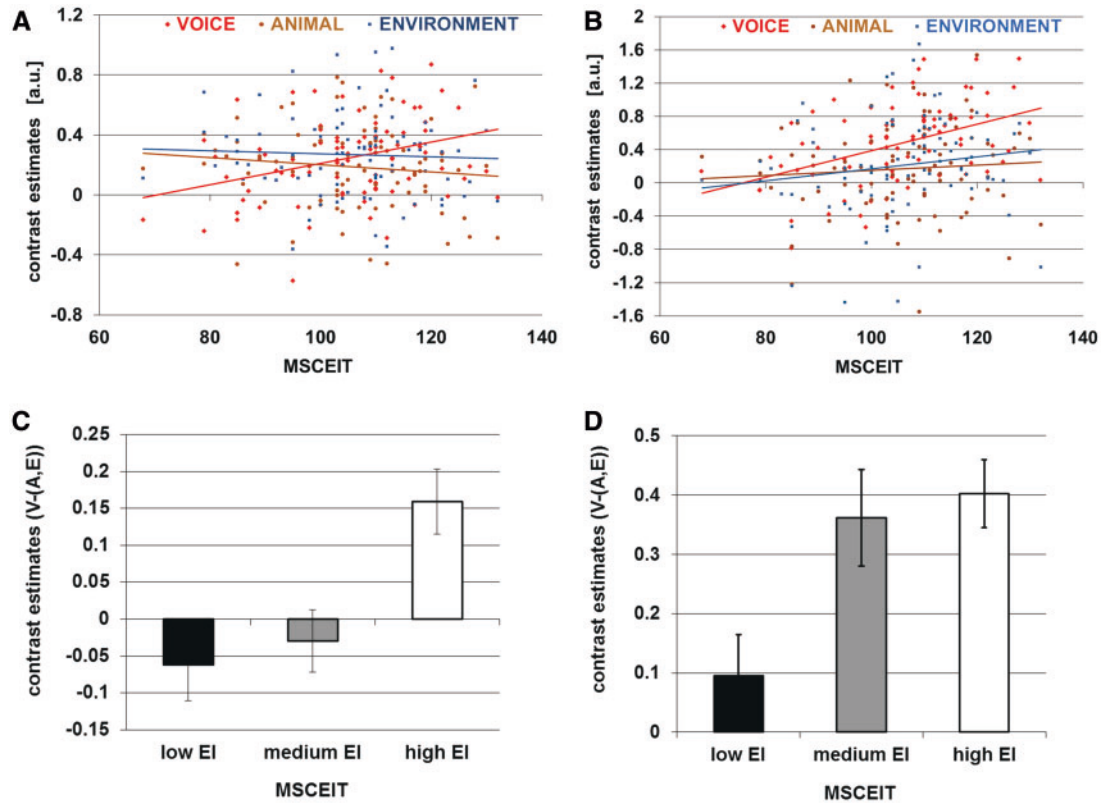 A
VOICE ANIMAL ENVIRONMENT
contrast estimates [a.u.]
1.2
0.8
0.4
0
-0.4
-0.8
60 80 100 120 140
MSCEIT
B
VOICE ANIMAL ENVIRONMENT
contrast estimates [a.u.]
2
1.6
1.2
0.8
0.4
0
-0.4
-0.8
-1.2
-1.6
60 80 100 120 140
MSCEIT
C
contrast estimates (V-(A,E))
0.25
0.2
0.15
0.1
0.05
0
-0.05
-0.1
-0.15
low EI medium EI high EI
MSCEIT
D
contrast estimates (V-(A,E))
0.5
0.4
0.3
0.2
0.1
0
low EI medium EI high EI
MSCEIT